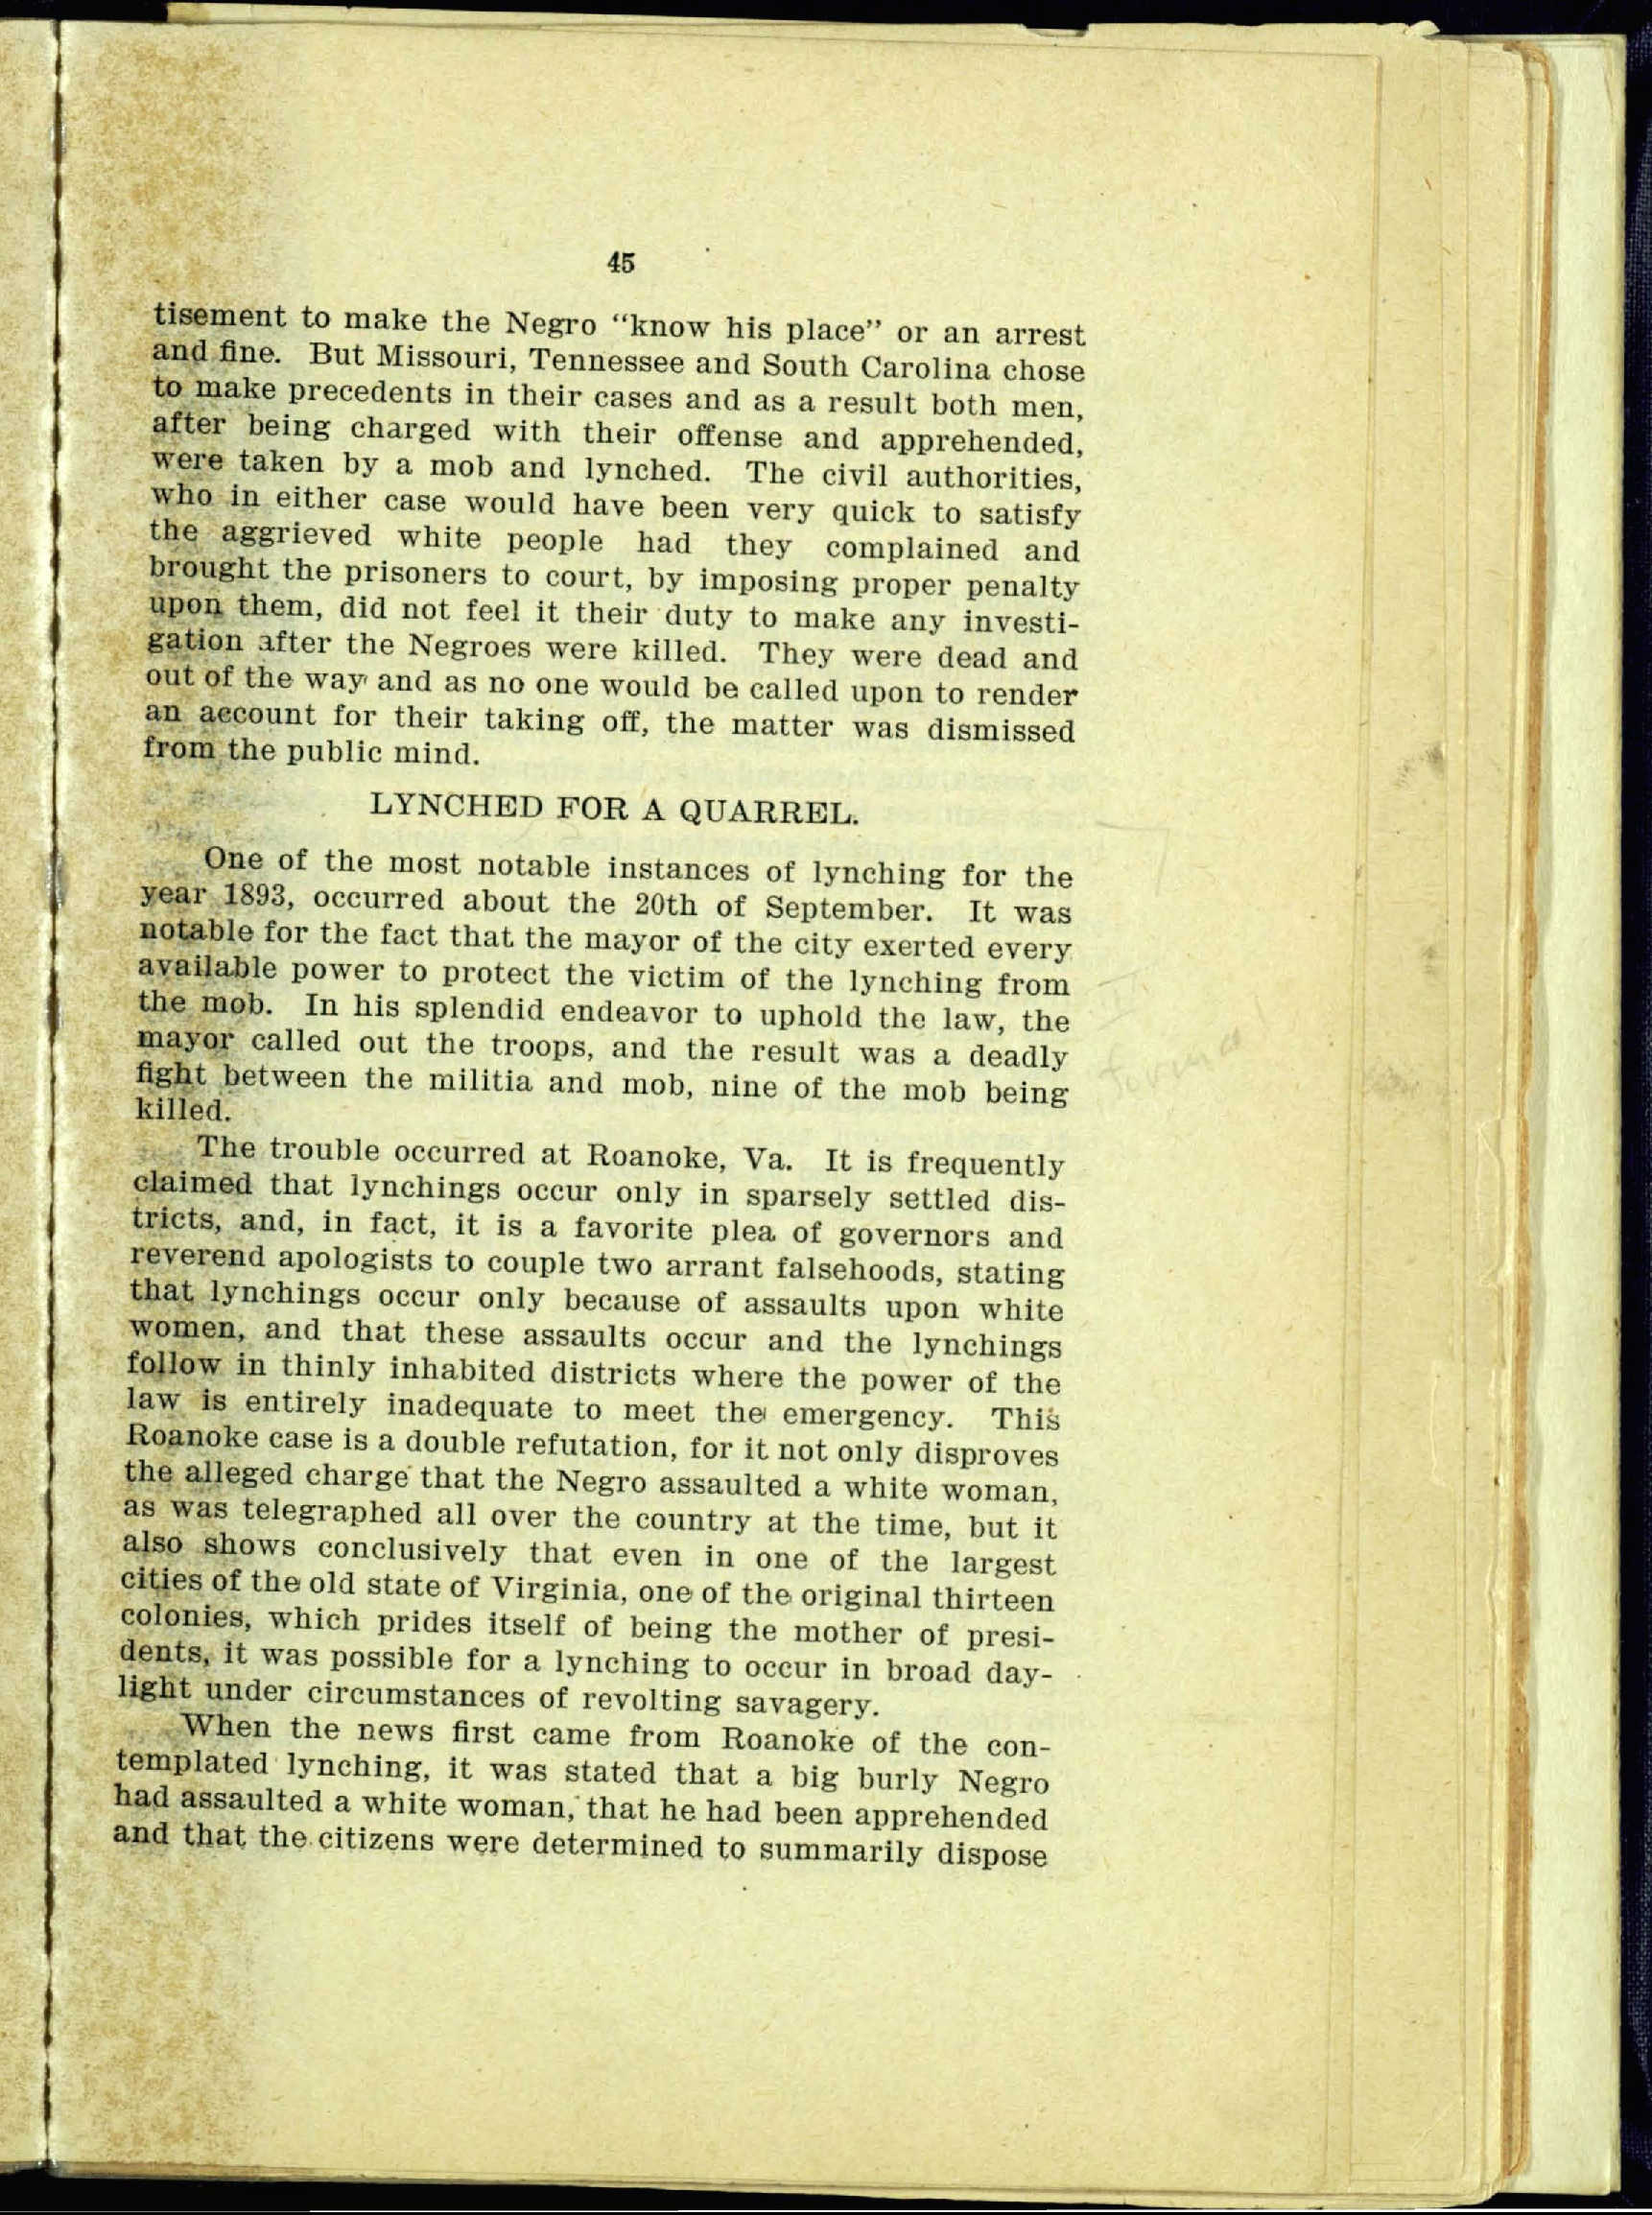 45
tisement to make the Negro “know his place” or an arrest
and fine. But Missouri, Tennessee and South Carolina chose
to make precedents in their cases and as a result both men,
after being charged with their offense and apprehended,
were taken by a mob and lynched. The civil authorities,
who in either case would have been very quick to satisfy
the aggrieved white people had they complained and
brought the prisoners to court, by imposing proper penalty
upon them, did not feel it their duty to make any investi-
gation after the Negroes were killed. They were dead and
out of the way and as no one would be called upon to render
an account for their taking off, the matter was dismissed
from the public mind.
LYNCHED FOR A QUARREL.
One of the most notable instances of lynching for the
year 1893, occurred about the 20th of September. It was
notable for the fact that the mayor of the city exerted every
available power to protect the victim of the lynching from
the mob. In his splendid endeavor to uphold the law, the
mayor called out the troops, and the result was a deadly
fight between the militia and mob, nine of the mob being
killed.
The trouble occurred at Roanoke, Va. It is frequently
claimed that lynchings occur only in sparsely settled dis-
tricts, and, in fact, it is a favorite plea of governors and
reverend apologists to couple two arrant falsehoods, stating
that lynchings occur only because of assaults upon white
women, and that these assaults occur and the lynchings
follow in thinly inhabited districts where the power of the
law is entirely inadequate to meet the emergency. This
Roanoke case is a double refutation, for it not only disproves
the alleged charge that the Negro assaulted a white woman,
as was telegraphed all over the country at the time, but it
also shows conclusively that even in one of the largest
cities of the old state of Virginia, one of the original thirteen
colonies, which prides itself of being the mother of presi-
dents, it was possible for a lynching to occur in broad day-
light under circumstances of revolting savagery.
When the news first came from Roanoke of the con-
templated lynching, it was stated that a big burly Negro
had assaulted a white woman, that he had been apprehended
and that the citizens were determined to summarily dispose